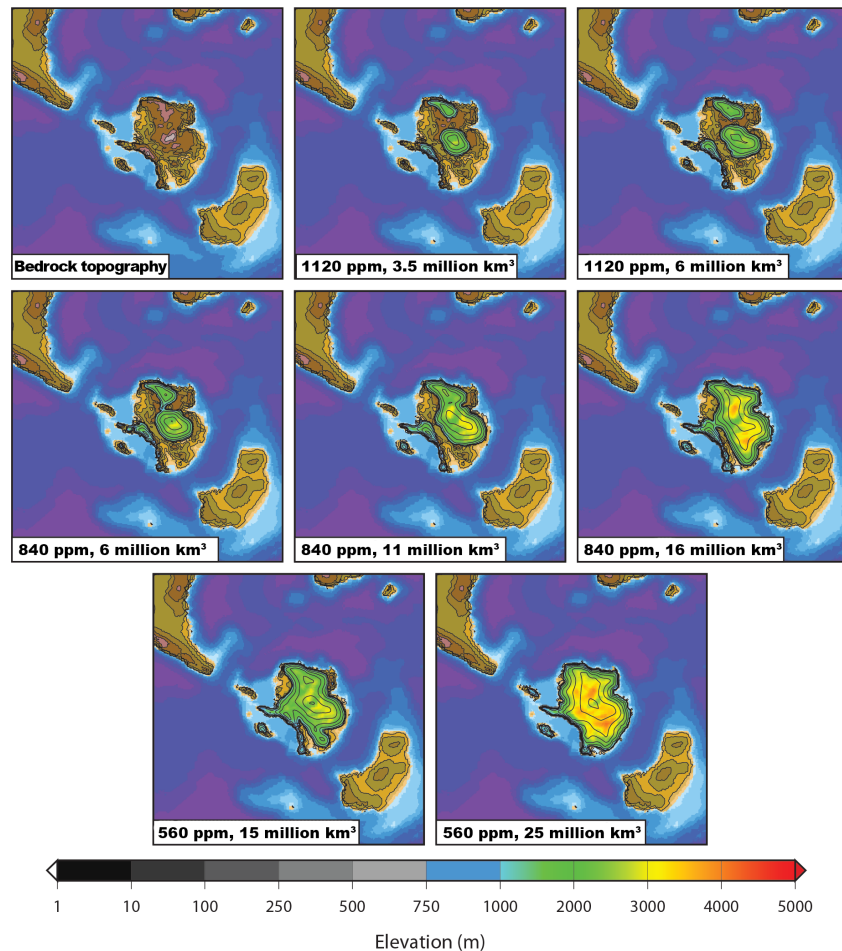 Bedrock topography
1120 ppm, 3.5 million km³
1120 ppm, 6 million km³
840 ppm, 6 million km³
840 ppm, 11 million km³
840 ppm, 16 million km³
560 ppm, 15 million km³
560 ppm, 25 million km³
1 10 100 250 500 750 1000 2000 3000 4000 5000
Elevation (m)